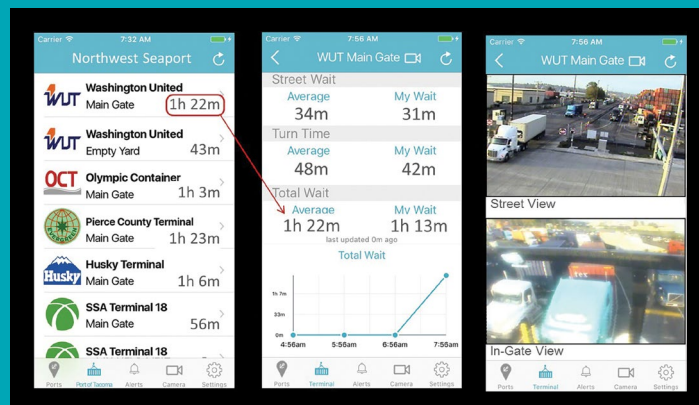 Carrier 7:32 AM
Northwest Seaport
WUT
Washington United
Main Gate 1h 22m
WUT
Washington United
Empty Yard 43m
OCT
Olympic Container
Main Gate 1h 3m
Pierce County Terminal
Main Gate 1h 23m
Husky
Husky Terminal
Main Gate 1h 6m
SSA Terminal 18
Main Gate 56m
SSA Terminal 18
Ports Port of Tacoma Alerts Camera Settings
Carrier 7:56 AM
WUT Main Gate
Street Wait
Average My Wait
34m 31m
Turn Time
Average My Wait
48m 42m
Total Wait
Average My Wait
1h 22m 1h 13m
last updated 0m ago
Total Wait
1h 7m
33m
0m
4:56am 5:56am 6:56am 7:56am
Ports Terminal Alerts Camera Settings
Carrier 7:56 AM
WUT Main Gate
Street View
In-Gate View
Ports Terminal Alerts Camera Settings